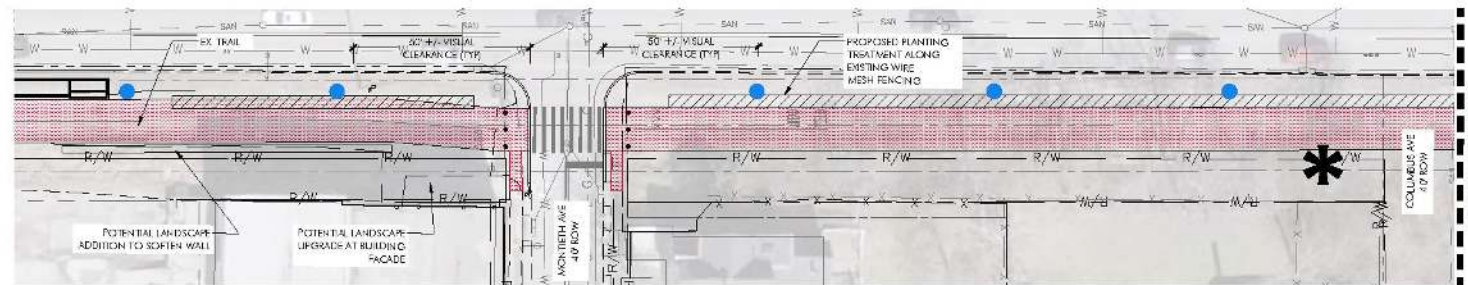 SAN
SAN
SAN
SAN
SAN
EX TRAIL
50' +/- VISUAL
CLEARANCE (TYP)
50' +/- VISUAL
CLEARANCE (TYP)
PROPOSED PLANTING
TREATMENT ALONG
EXISTING WIRE
MESH FENCING
W W W W W W W W W W W W
R/W R/W R/W R/W R/W R/W R/W
R/W R/W R/W R/W
POTENTIAL LANDSCAPE
ADDITION TO SOFTEN WALL
POTENTIAL LANDSCAPE
UPGRADE AT BUILDING
FACADE
MONTIETH AVE
40' ROW
G
R/W
R/W
R/W
COLUMBUS AVE
40' ROW